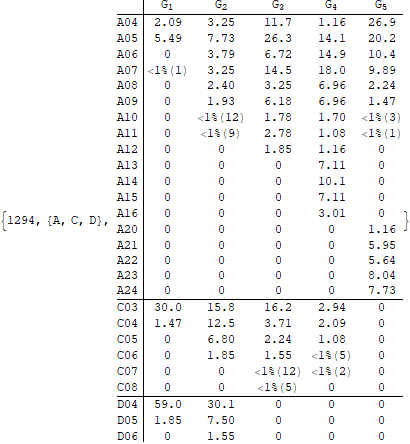 G1 G2 G3 G4 G5
A04 2.09 3.25 11.7 1.16 26.9
A05 5.49 7.73 26.3 14.1 20.2
A06 0 3.79 6.72 14.9 10.4
A07 <1%(1) 3.25 14.5 18.0 9.89
A08 0 2.40 3.25 6.96 2.24
A09 0 1.93 6.18 6.96 1.47
A10 0 <1%(12) 1.78 1.70 <1%(3)
A11 0 <1%(9) 2.78 1.08 <1%(1)
A12 0 0 1.85 1.16 0
A13 0 0 0 7.11 0
A14 0 0 0 10.1 0
A15 0 0 0 7.11 0
A16 0 0 0 3.01 0
{1294, {A, C, D}, }
A20 0 0 0 0 1.16
A21 0 0 0 0 5.95
A22 0 0 0 0 5.64
A23 0 0 0 0 8.04
A24 0 0 0 0 7.73
C03 30.0 15.8 16.2 2.94 0
C04 1.47 12.5 3.71 2.09 0
C05 0 6.80 2.24 1.08 0
C06 0 1.85 1.55 <1%(5) 0
C07 0 0 <1%(12) <1%(2) 0
C08 0 0 <1%(5) 0 0
D04 59.0 30.1 0 0 0
D05 1.85 7.50 0 0 0
D06 0 1.55 0 0 0